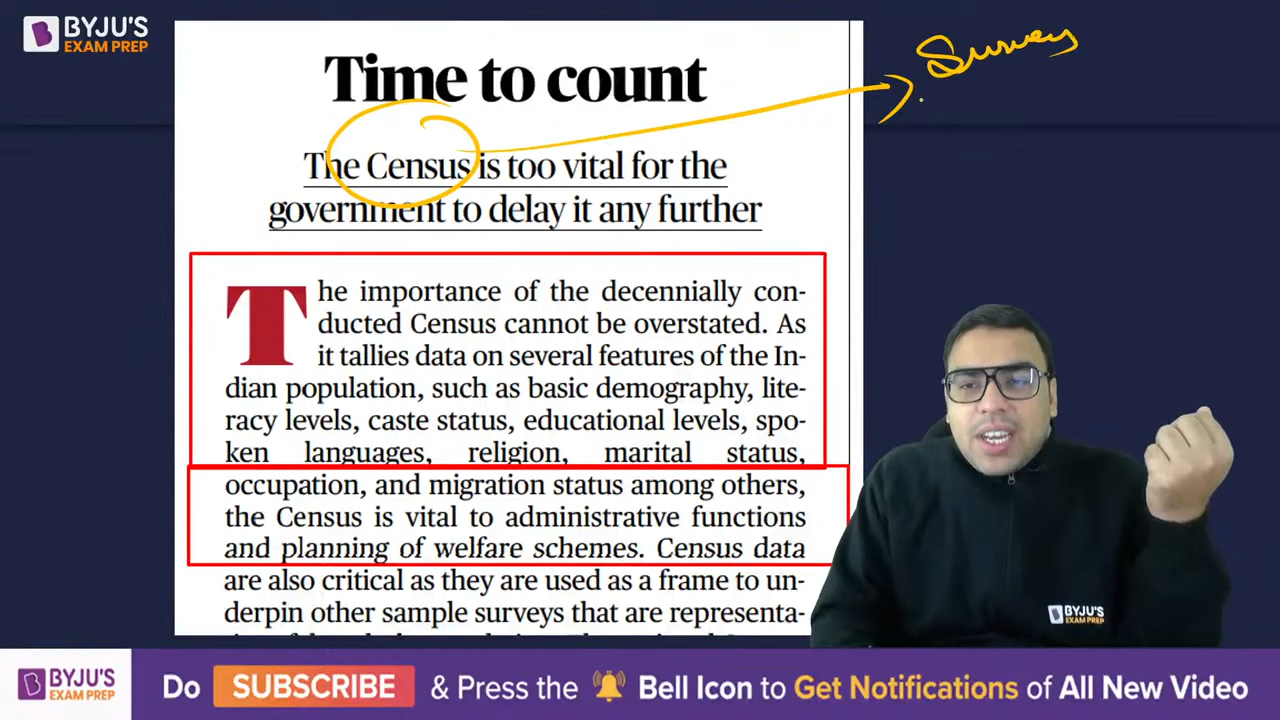 BYJU'S
EXAM PREP
Survey
Time to count
The Census is too vital for the
government to delay it any further
The importance of the decennially con-
ducted Census cannot be overstated. As
it tallies data on several features of the In-
dian population, such as basic demography, lite-
racy levels, caste status, educational levels, spo-
ken languages, religion, marital status,
occupation, and migration status among others,
the Census is vital to administrative functions
and planning of welfare schemes. Census data
are also critical as they are used as a frame to un-
derpin other sample surveys that are representa-
BYJU'S
EXAM PREP
BYJU'S
EXAM PREP
Do SUBSCRIBE & Press the Bell Icon to Get Notifications of All New Video